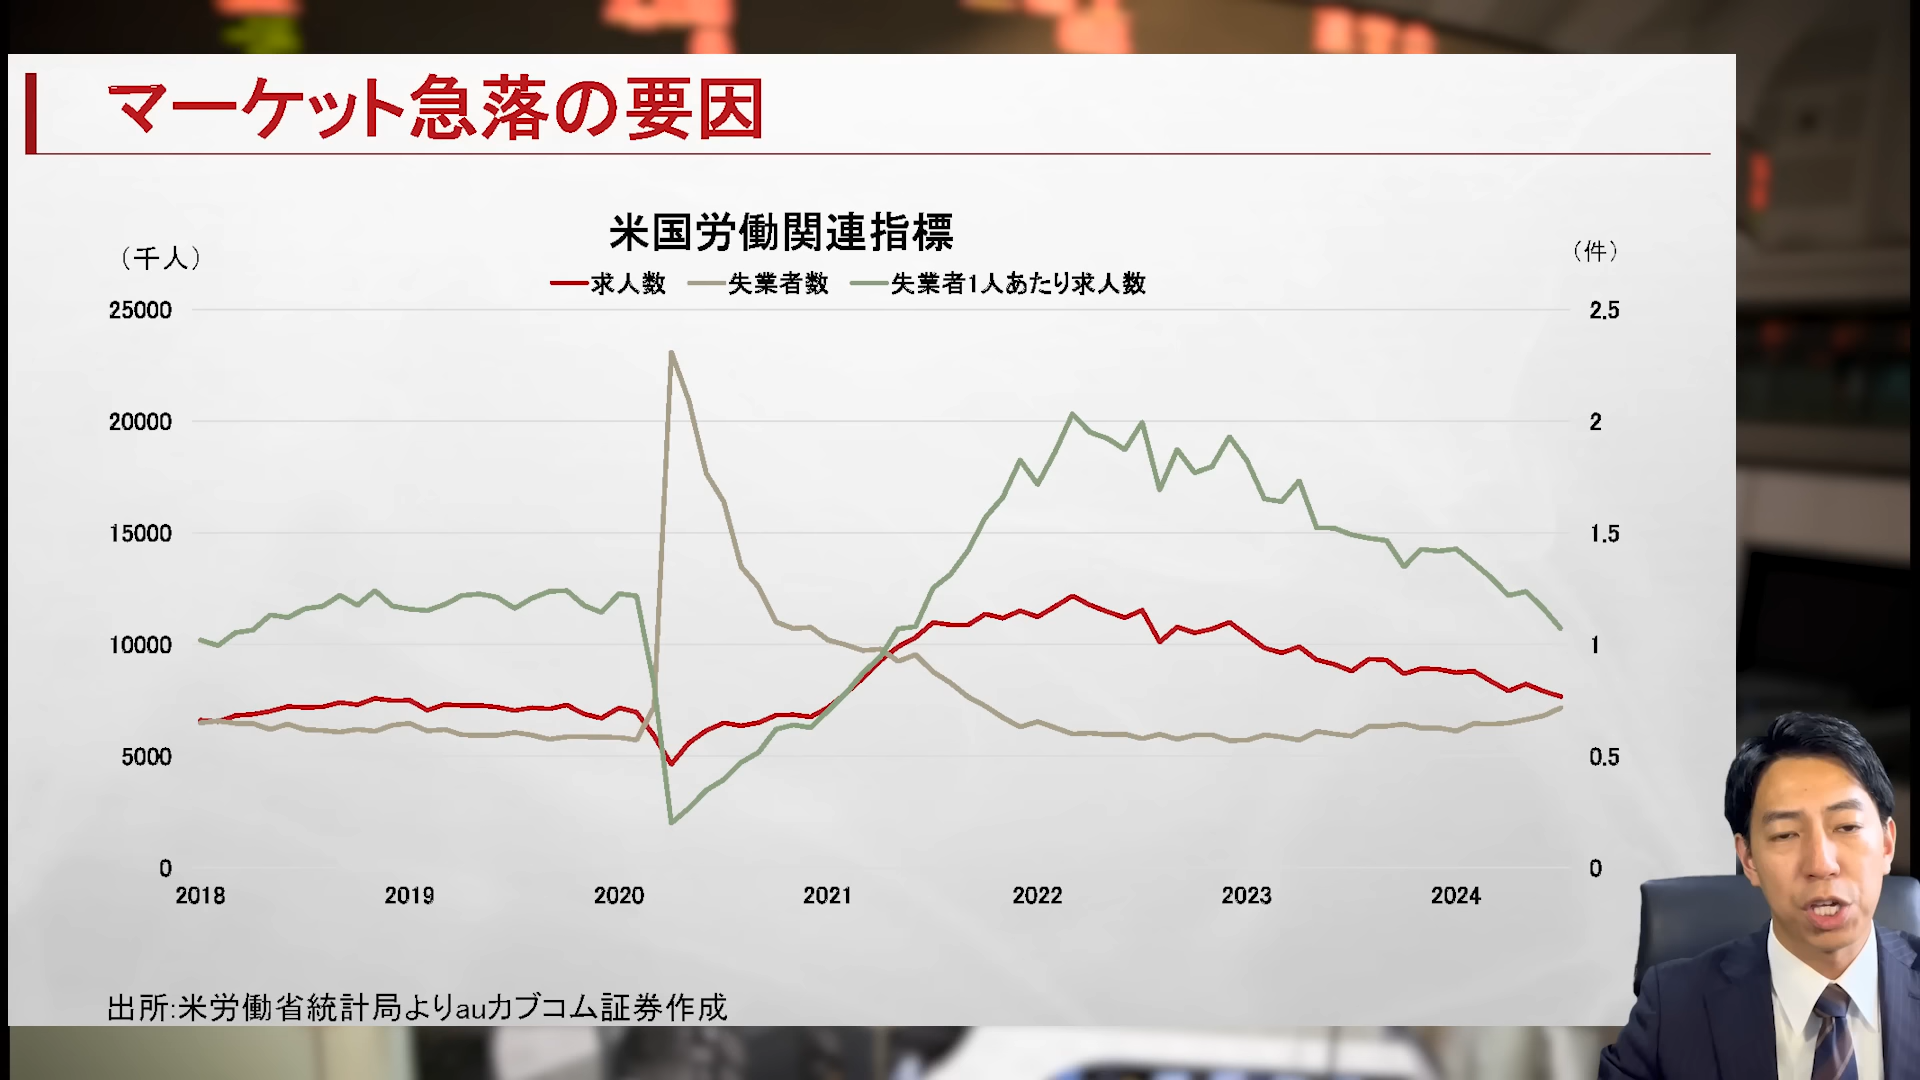 マーケット急落の要因
米国労働関連指標
（千人）
（件）
求人数 失業者数 失業者1人あたり求人数
25000 2.5
20000 2
15000 1.5
10000 1
5000 0.5
0 0
2018 2019 2020 2021 2022 2023 2024
出所:米労働省統計局よりauカブコム証券作成